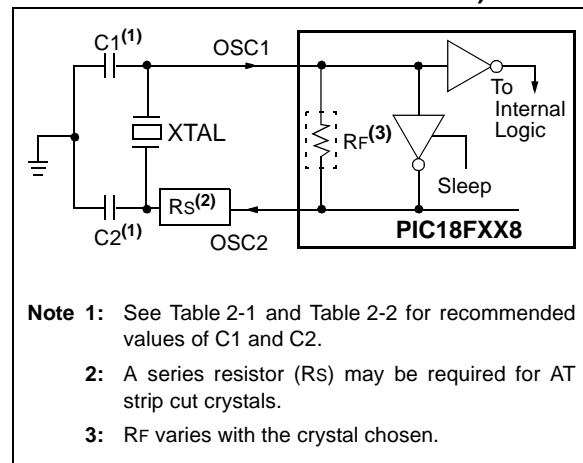 C1(1)
OSC1
To
Internal
Logic
XTAL
RF(3)
Sleep
RS(2)
C2(1)
OSC2
PIC18FXX8
Note 1: See Table 2-1 and Table 2-2 for recommended
values of C1 and C2.
2: A series resistor (RS) may be required for AT
strip cut crystals.
3: RF varies with the crystal chosen.